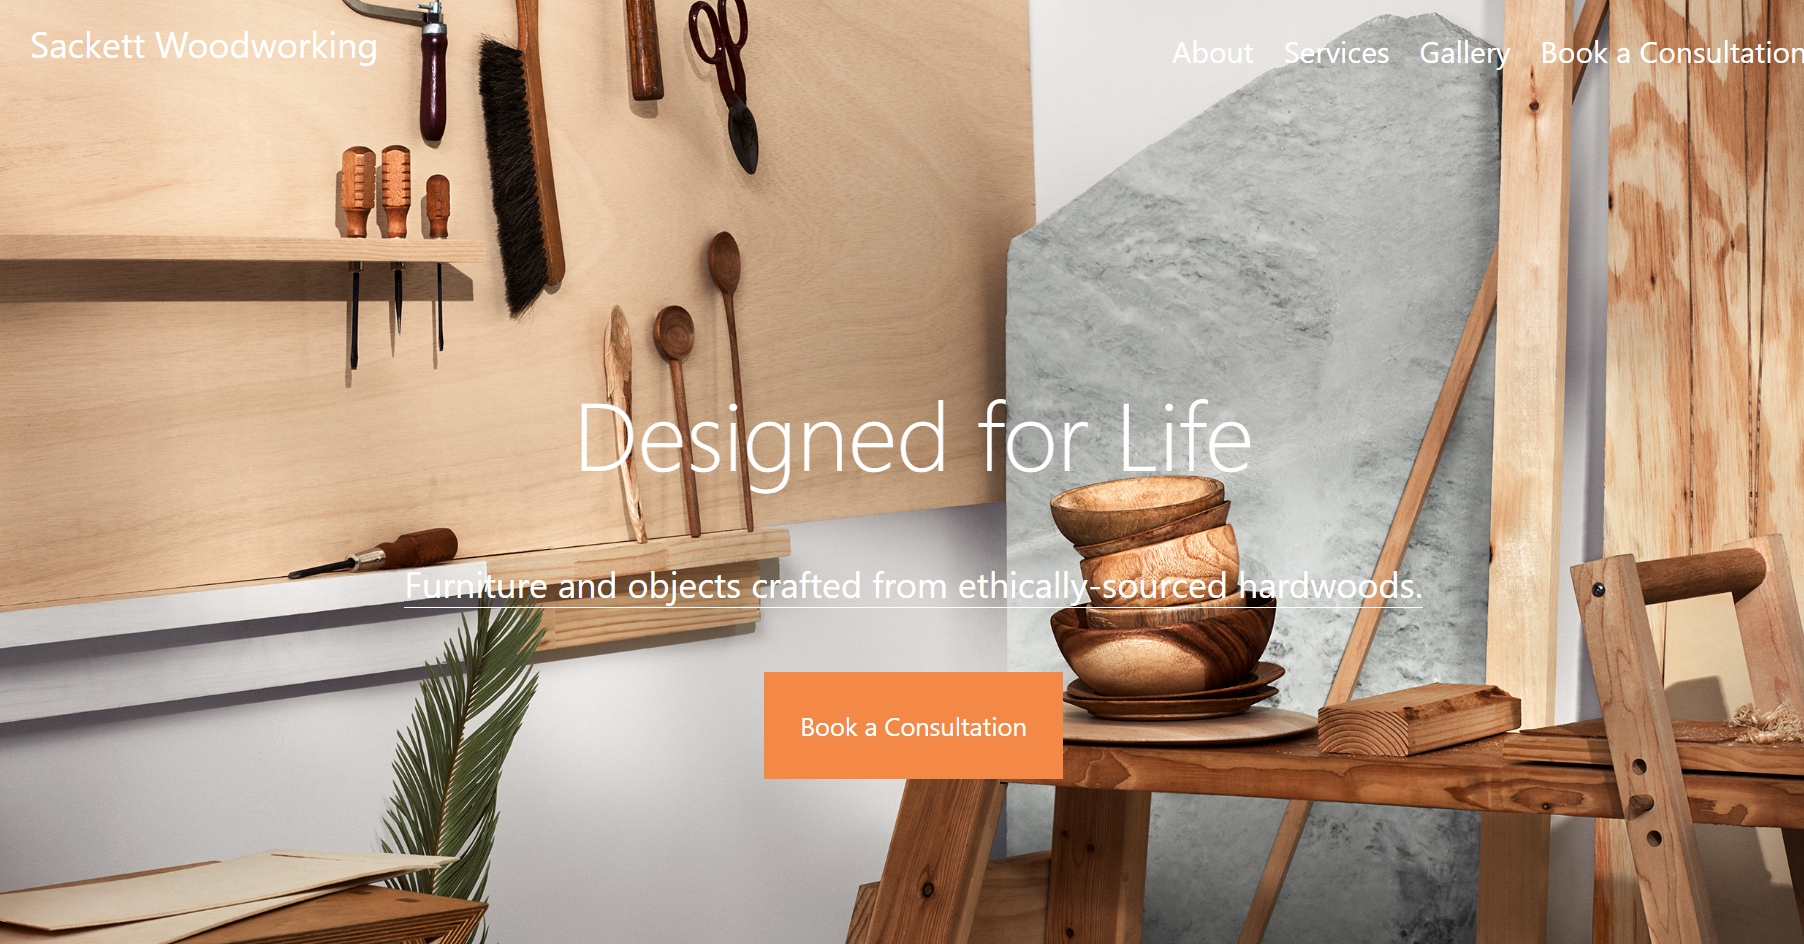 Sackett Woodworking
About Services Gallery Book a Consultation
Designed for Life
Furniture and objects crafted from ethically-sourced hardwoods.
Book a Consultation